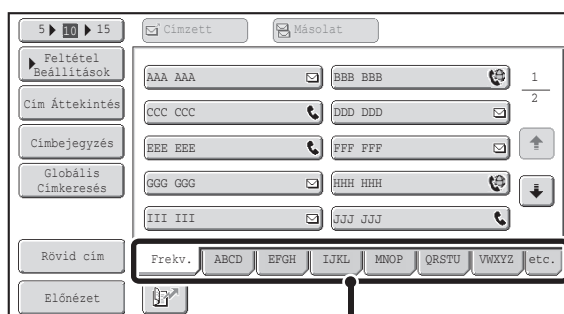 5 10 15
Címzett
Másolat
Feltétel
Beállítások
Cím Áttekintés
Címbejegyzés
Globális
Címkeresés
AAA AAA
BBB BBB
1
2
CCC CCC
DDD DDD
EEE EEE
FFF FFF
GGG GGG
HHH HHH
III III
JJJ JJJ
Rövid cím
Frekv.
ABCD
EFGH
IJKL
MNOP
QRSTU
VWXYZ
etc.
Előnézet